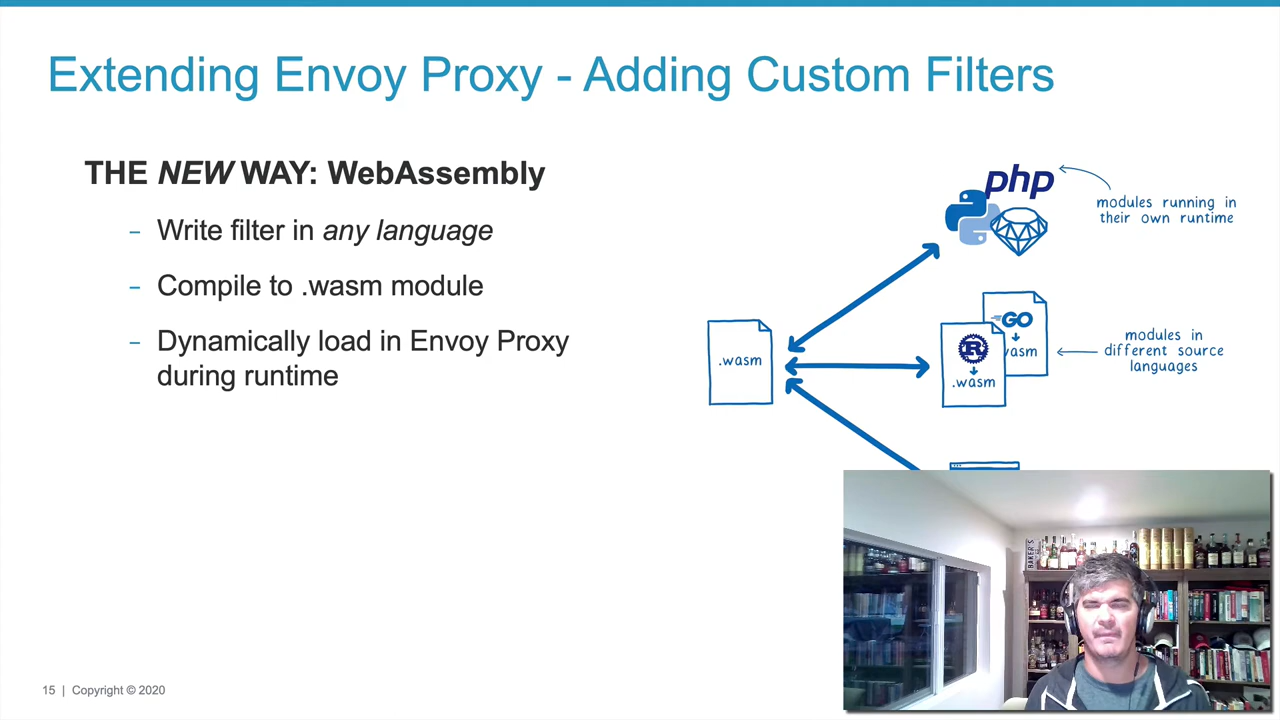 Extending Envoy Proxy - Adding Custom Filters
THE NEW WAY: WebAssembly
– Write filter in any language
– Compile to .wasm module
– Dynamically load in Envoy Proxy
during runtime
php
modules running in
their own runtime
.wasm
GO
wasm
R
.wasm
modules in
different source
languages
BAKER'S
15 | Copyright © 2020